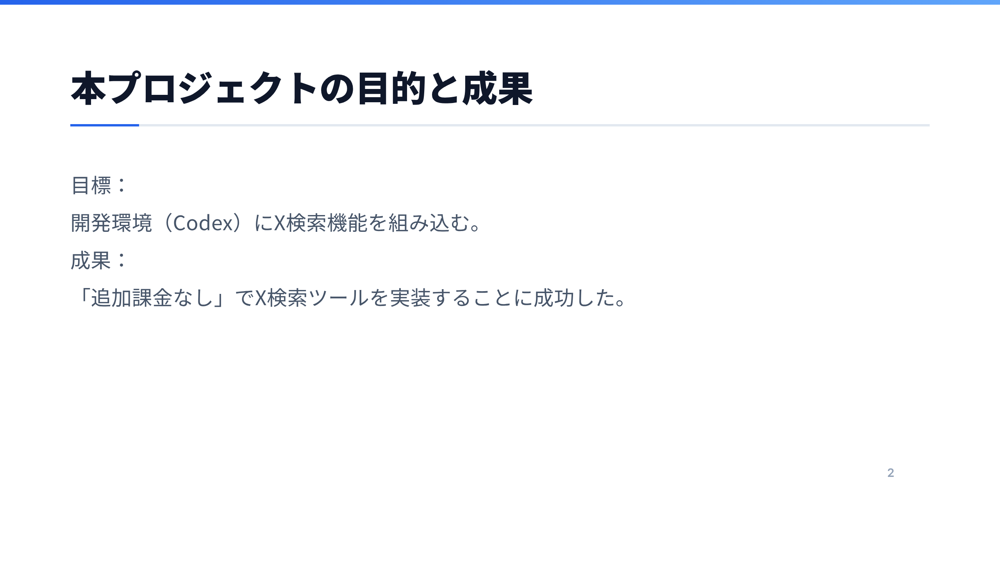 本プロジェクトの目的と成果
目標：
開発環境（Codex）にX検索機能を組み込む。
成果：
「追加課金なし」でX検索ツールを実装することに成功した。
2